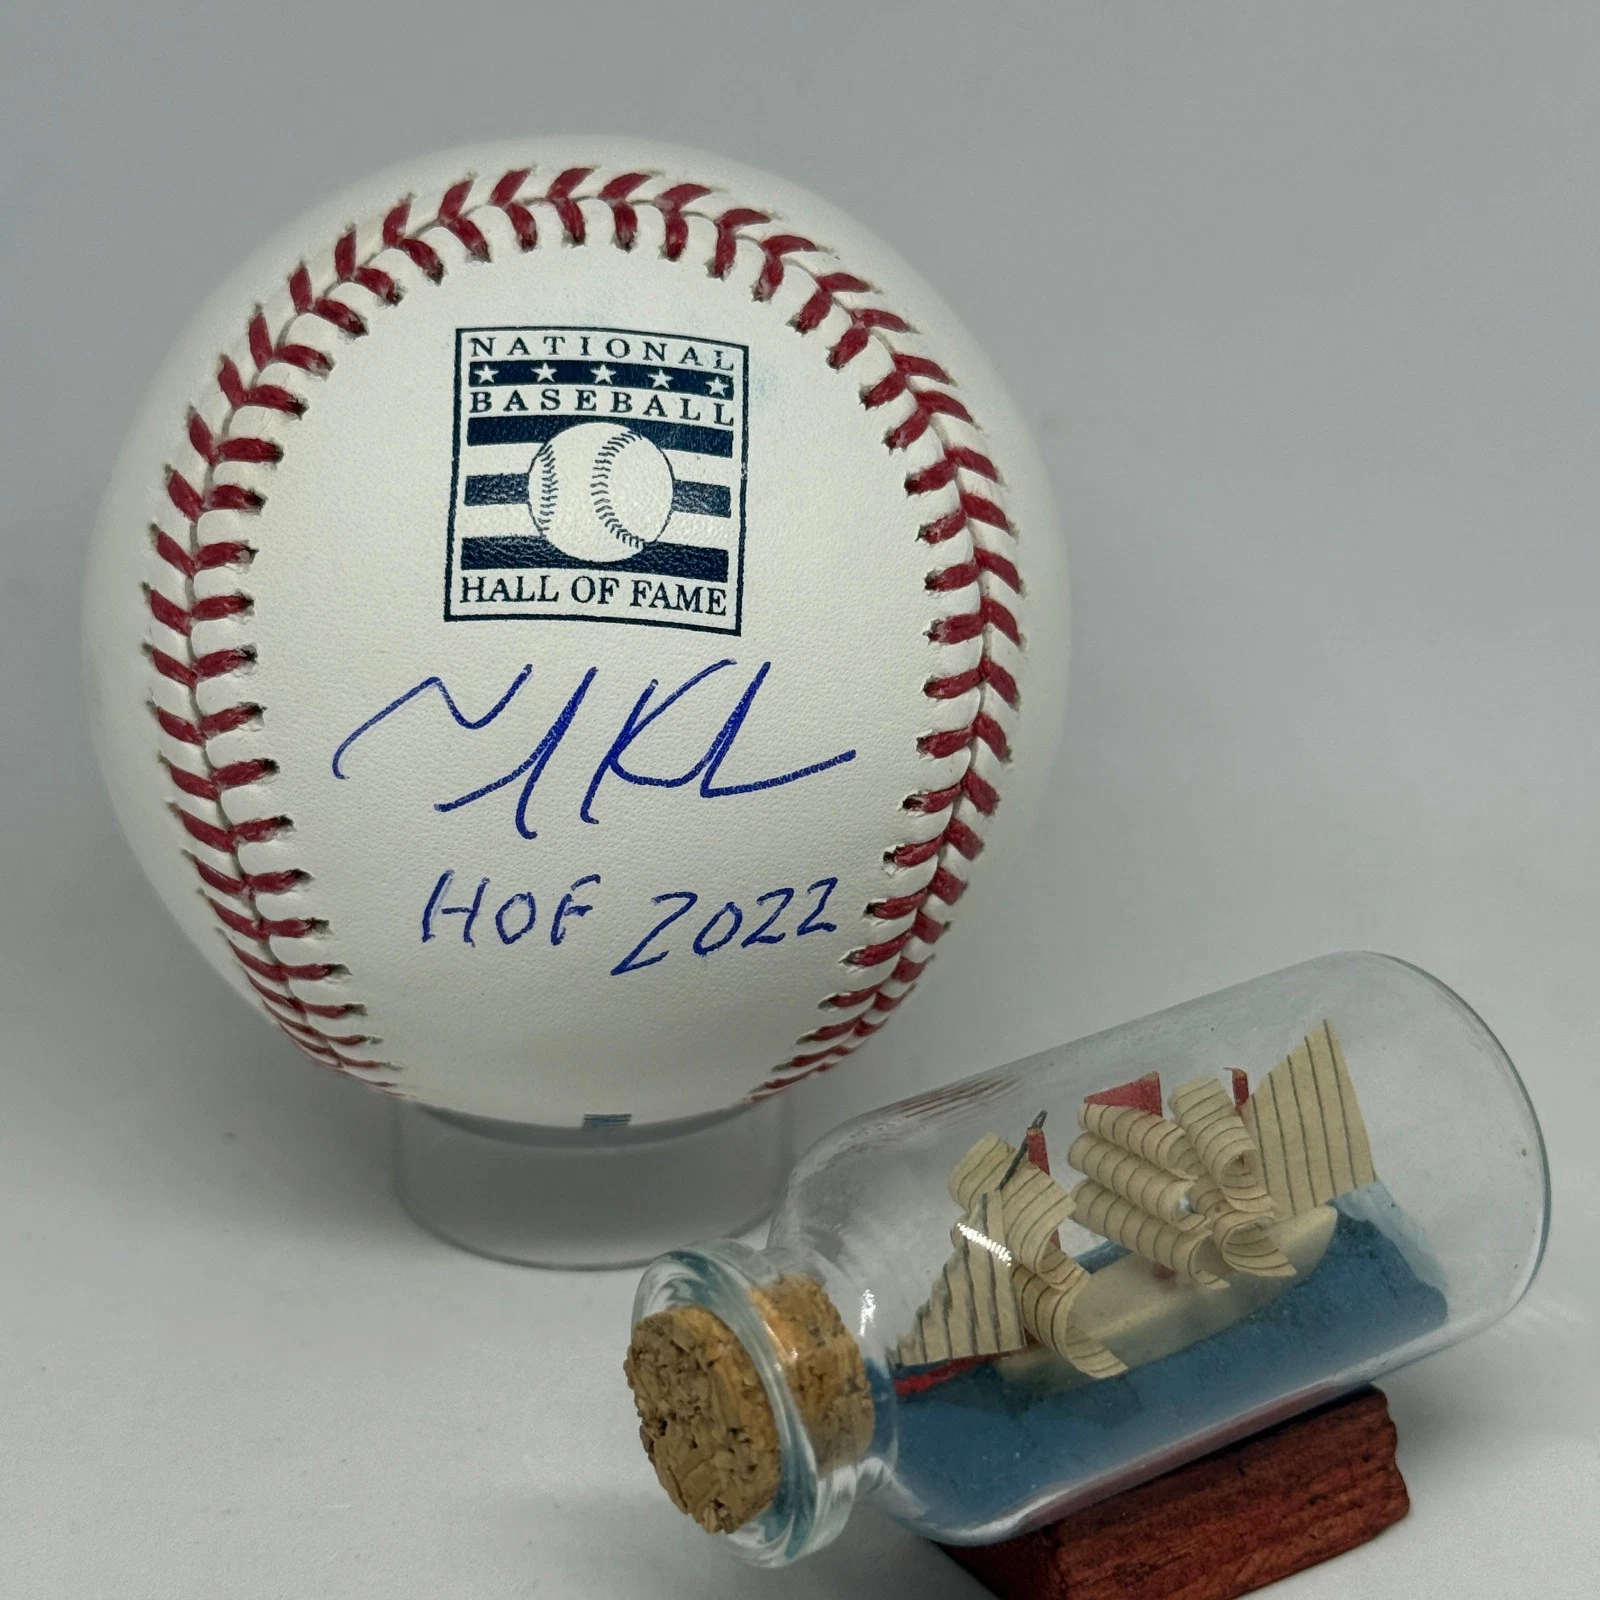 NATIONAL
BASEBALL
HALL OF FAME
HOF 2022